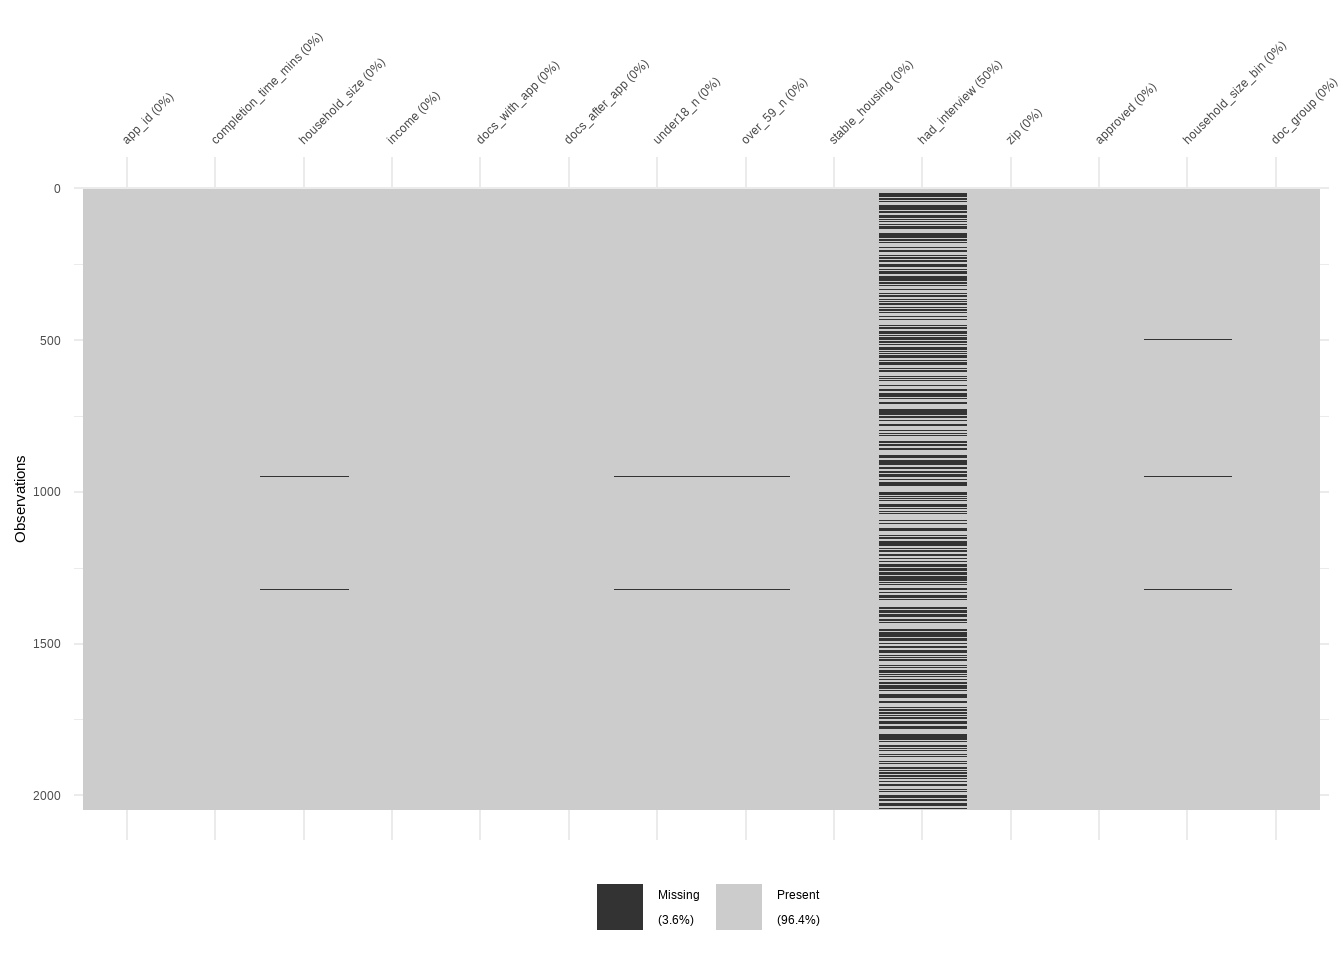 app_id (0%)
completion_time_mins (0%)
household_size (0%)
income (0%)
docs_with_app (0%)
docs_after_app (0%)
under18_n (0%)
over_59_n (0%)
stable_housing (0%)
had_interview (50%)
zip (0%)
approved (0%)
household_size_bin (0%)
doc_group (0%)
0
500
1000
1500
2000
Observations
Missing
(3.6%)
Present
(96.4%)